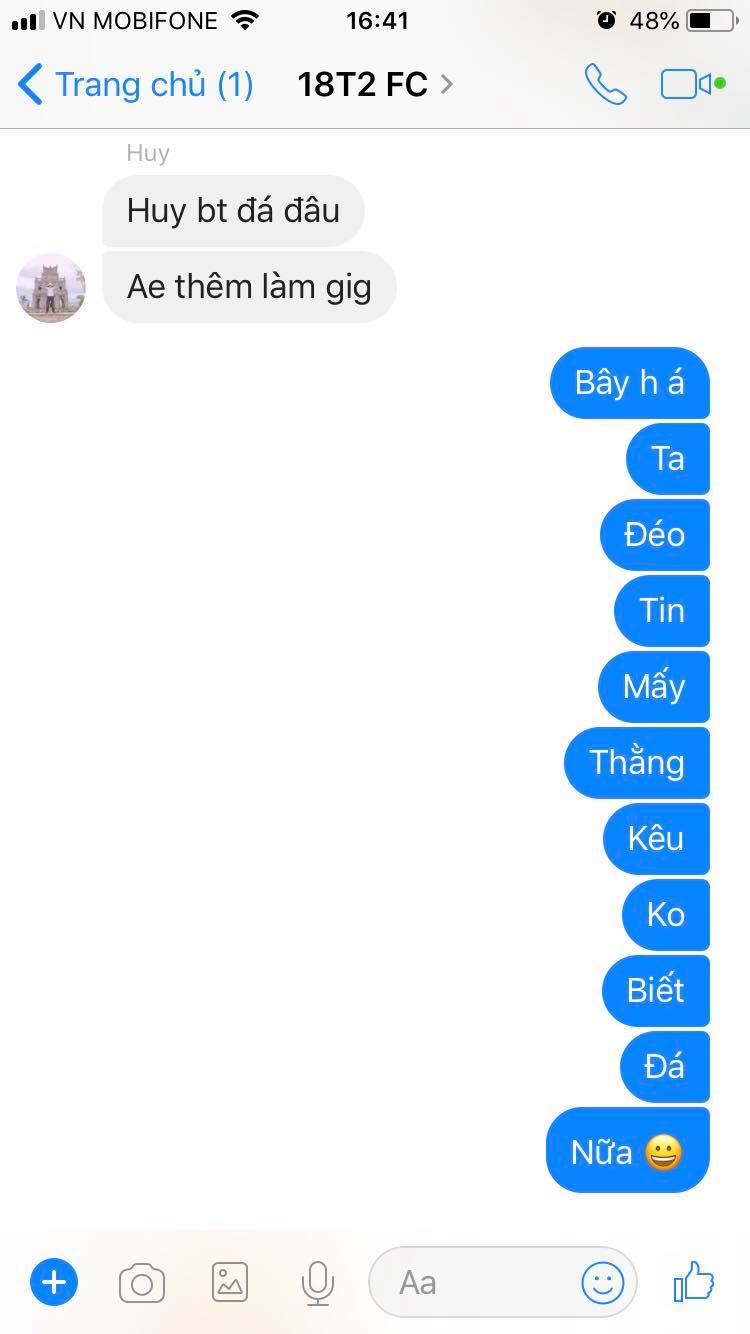 VN MOBIFONE 16:41 48%
Trang chủ (1) 18T2 FC
Huy
Huy bt đá đâu
Ae thêm làm gig
Bây h á
Ta
Đéo
Tin
Mấy
Thằng
Kêu
Ko
Biết
Đá
Nữa 😀
Aa